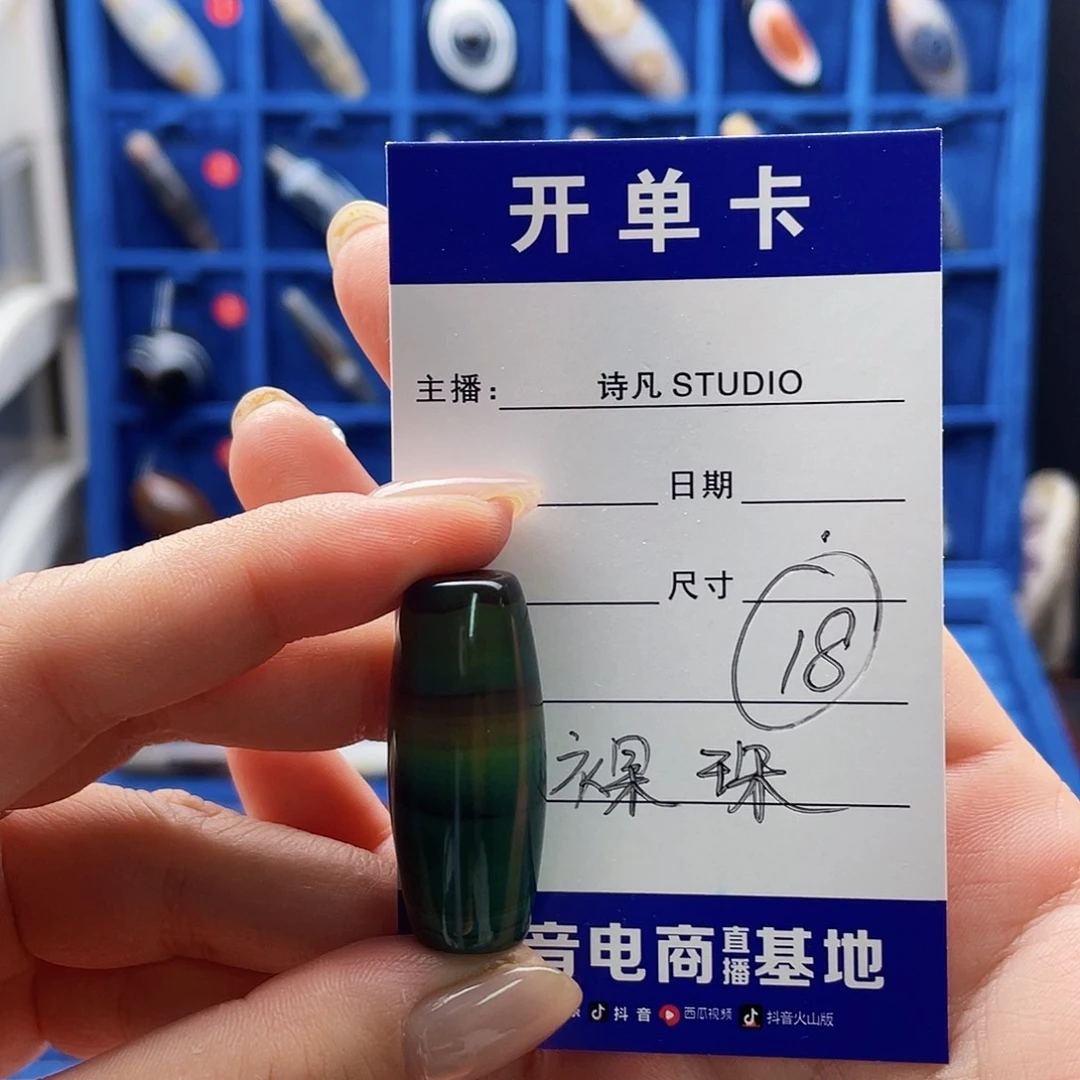 开单卡
主播: 诗凡 STUDIO
日期
尺寸
18
裸珠
音电商直播基地
抖音 西瓜视频 抖音火山版